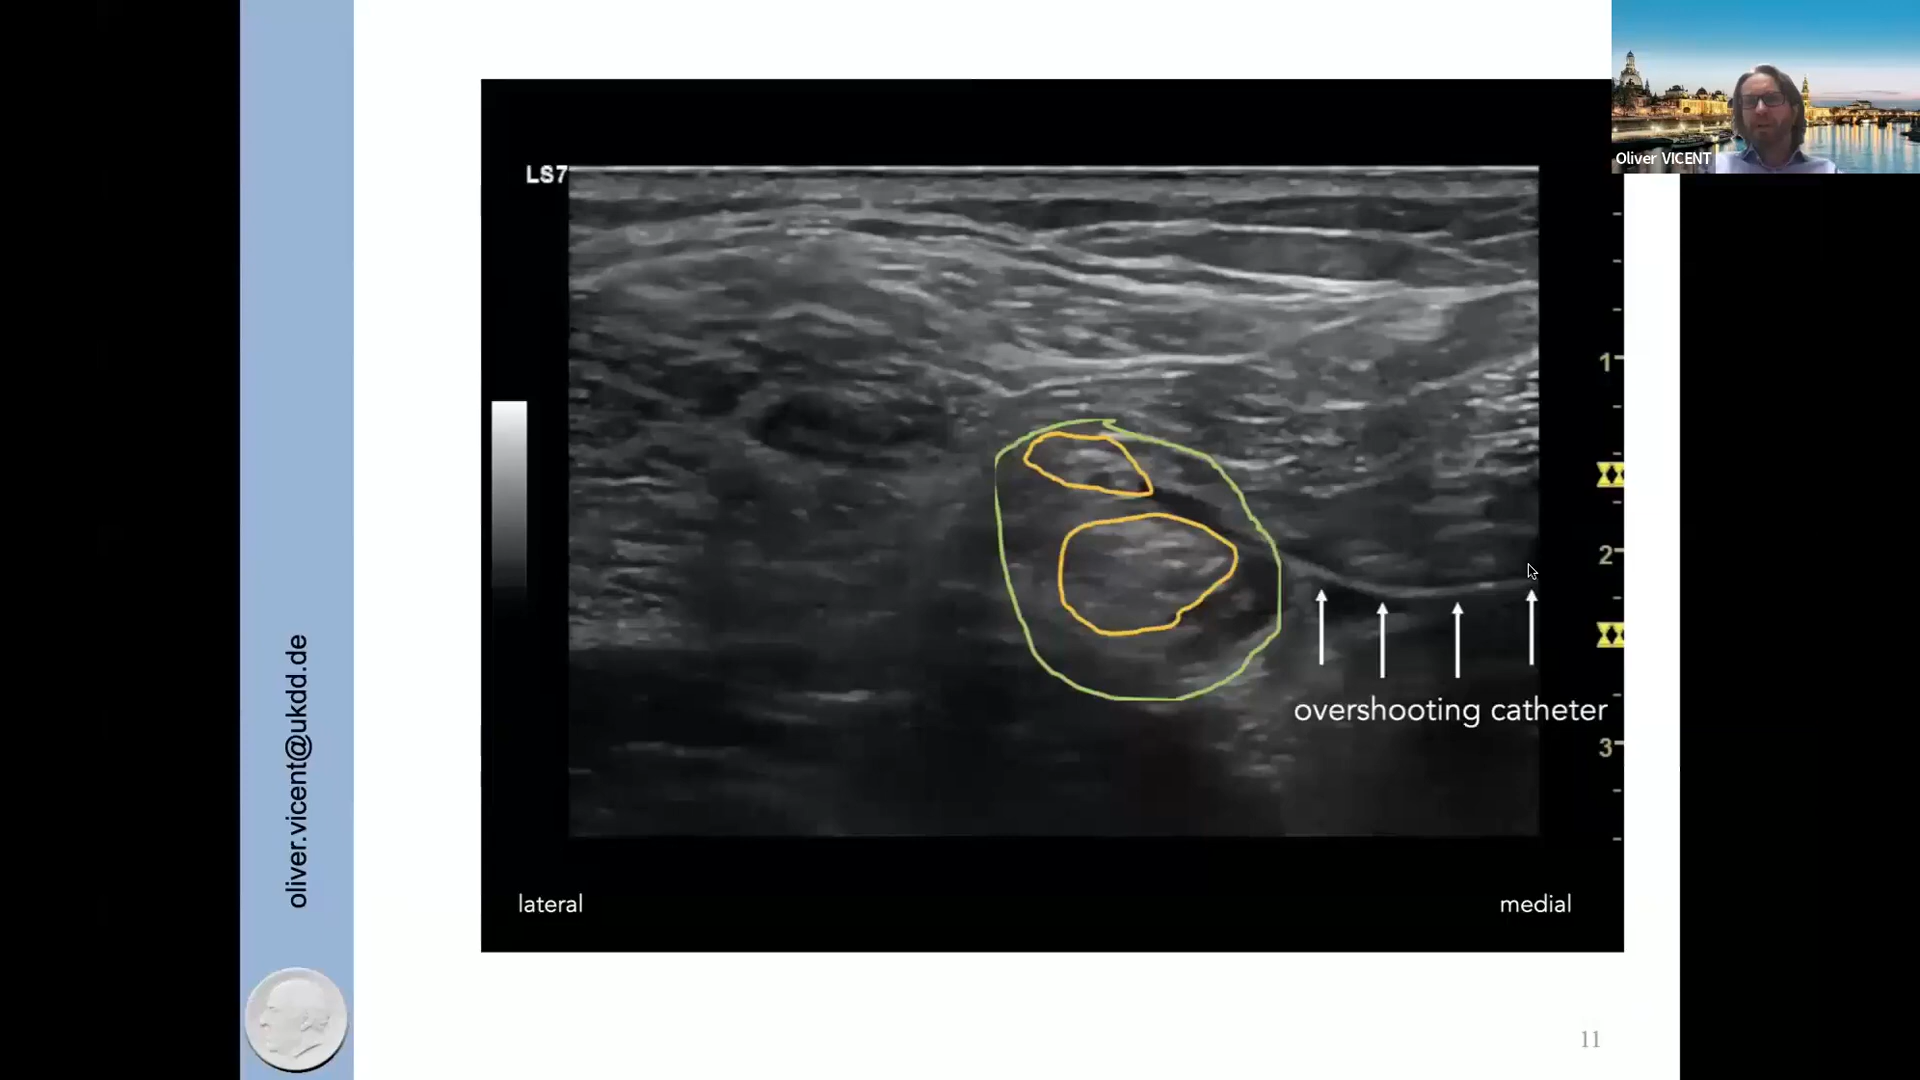 Oliver VICENT
LS7
1
2
3
overshooting catheter
lateral
medial
oliver.vicent@ukdd.de
11